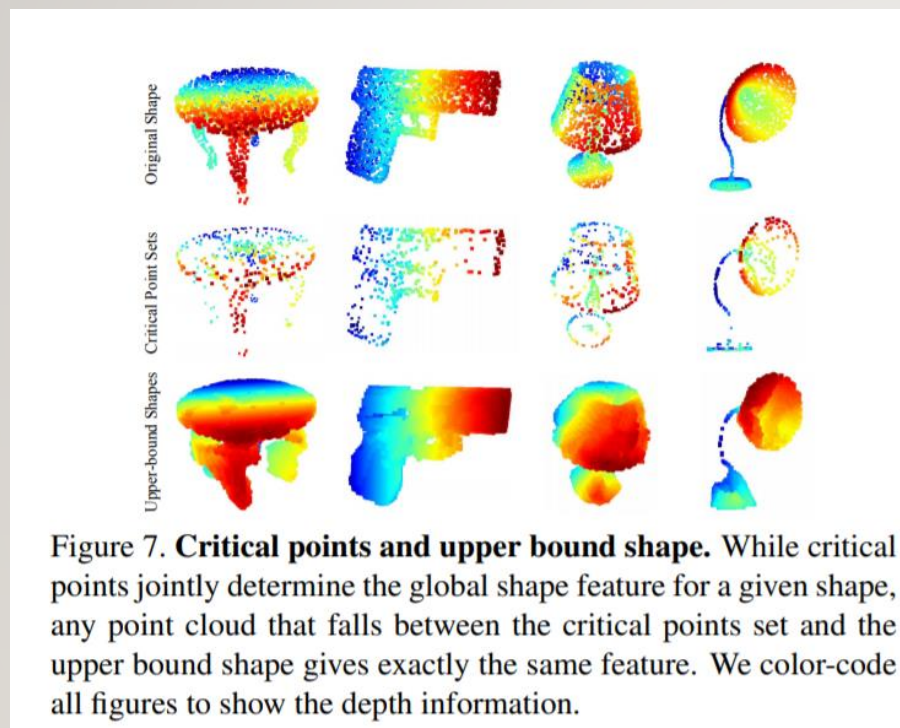 Original Shape
Critical Point Sets
Upper-bound Shapes
Figure 7. Critical points and upper bound shape. While critical
points jointly determine the global shape feature for a given shape,
any point cloud that falls between the critical points set and the
upper bound shape gives exactly the same feature. We color-code
all figures to show the depth information.